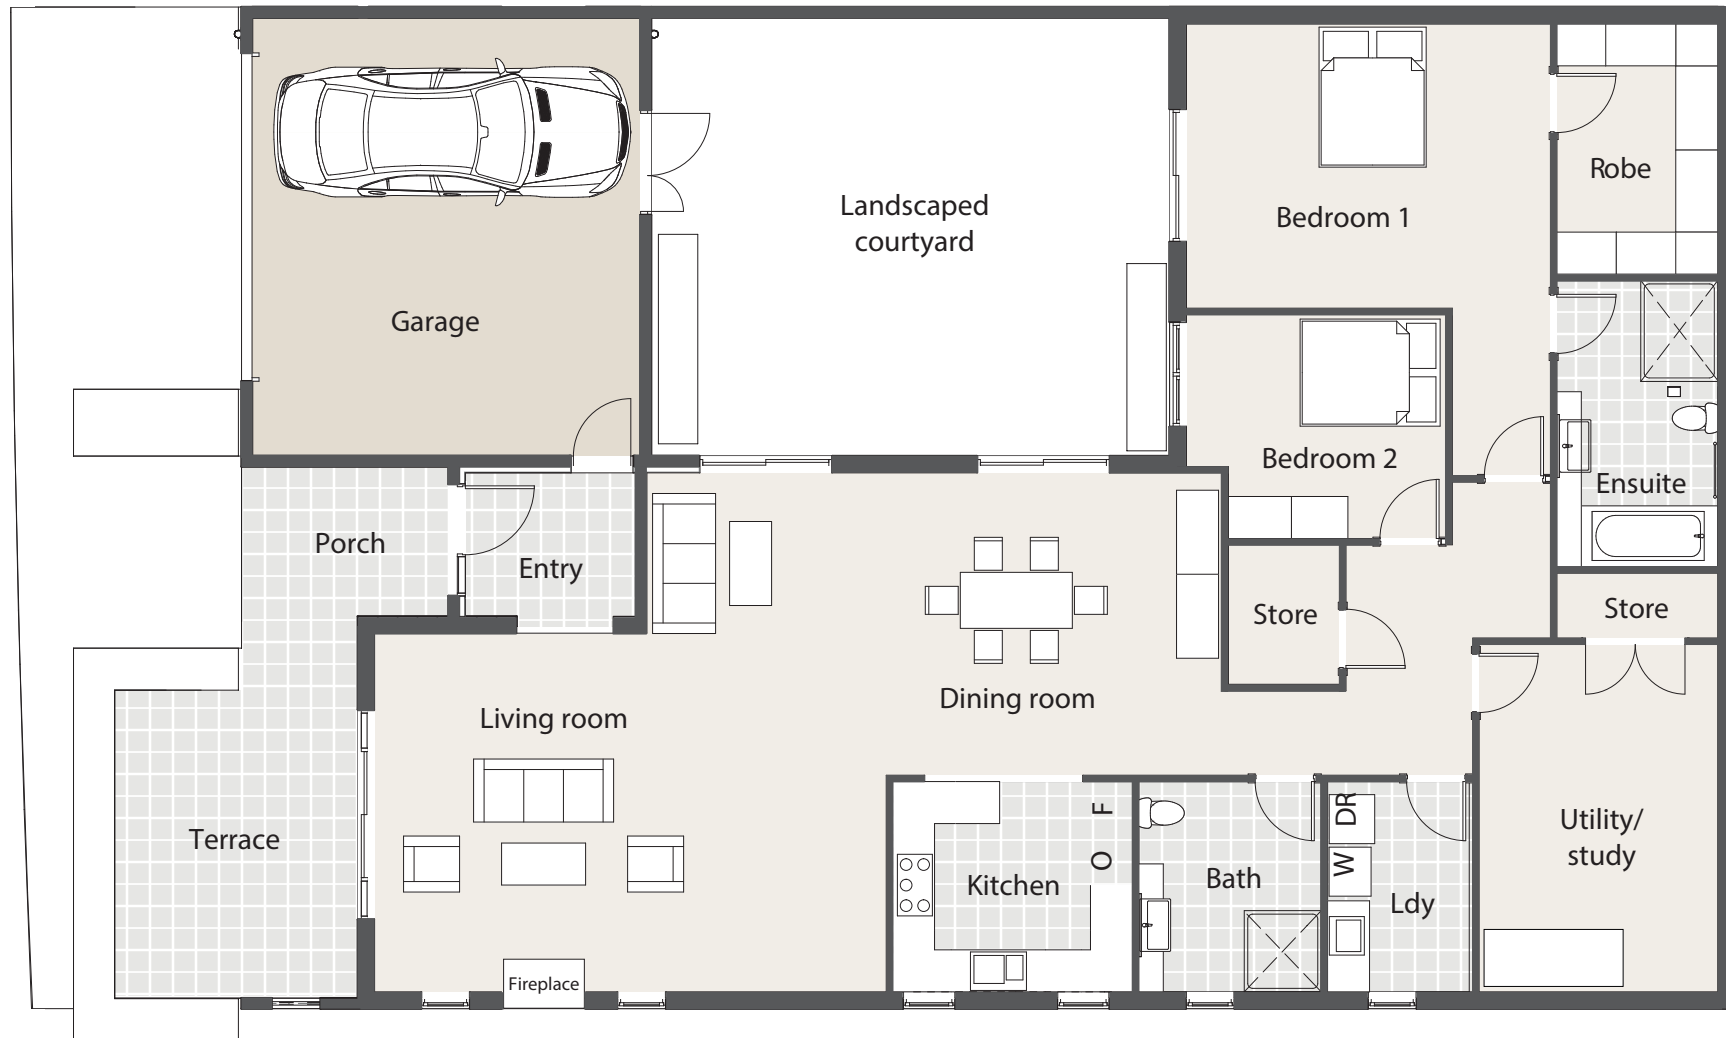 Landscaped
courtyard
Bedroom 1
Robe
Garage
Bedroom 2
Ensuite
Porch
Entry
Store
Store
Dining room
Living room
Terrace
Fireplace
Kitchen
F
O
Bath
DR
W
Ldy
Utility/
study